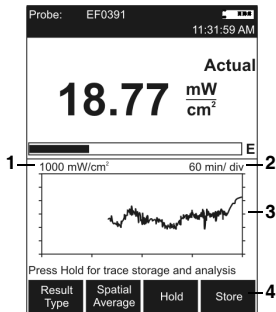 Probe: EF0391
11:31:59 AM
Actual
18.77 mW/cm²
E
1 1000 mW/cm² 60 min/ div 2
3
Press Hold for trace storage and analysis
Result Type Spatial Average Hold Store 4